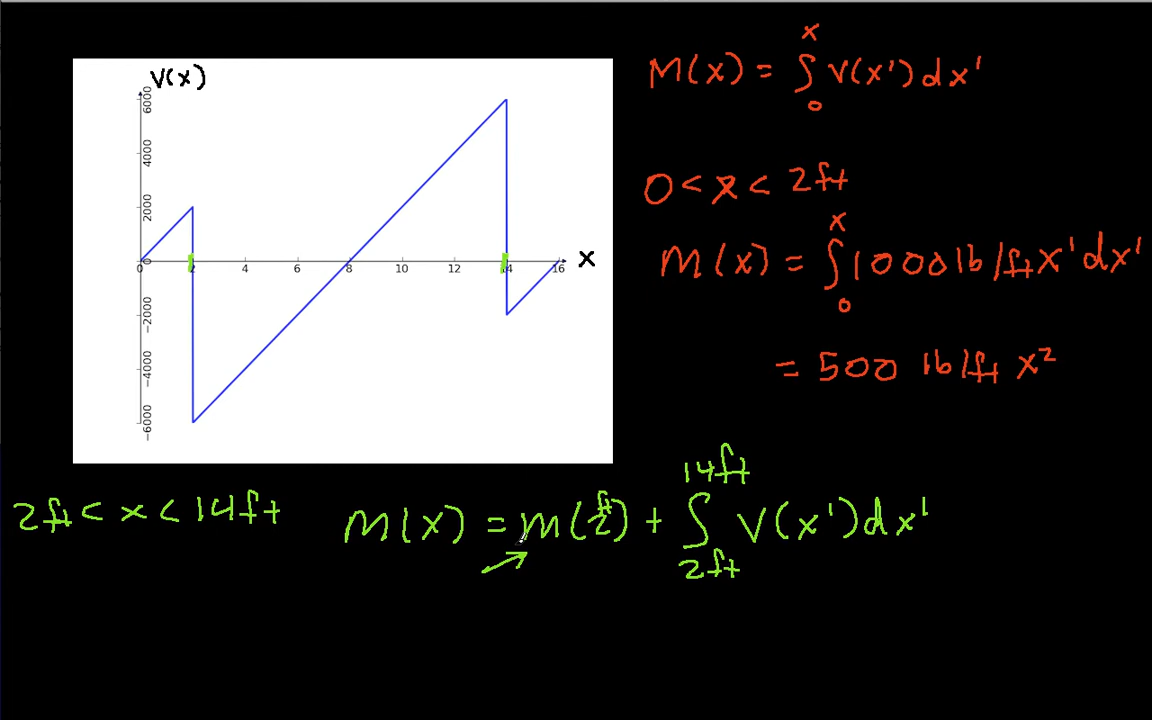 V(x)
6000
4000
2000
0
-2000
-4000
-6000
0 2 4 6 8 10 12 14 16 x
M(x) = ∫₀ˣ V(x') dx'
0 < x < 2ft
M(x) = ∫₀ˣ 1000 lb/ft x' dx'
= 500 lb/ft x²
2ft < x < 14ft
M(x) = M(2ft) + ∫ 2ft 14ft V(x') dx'